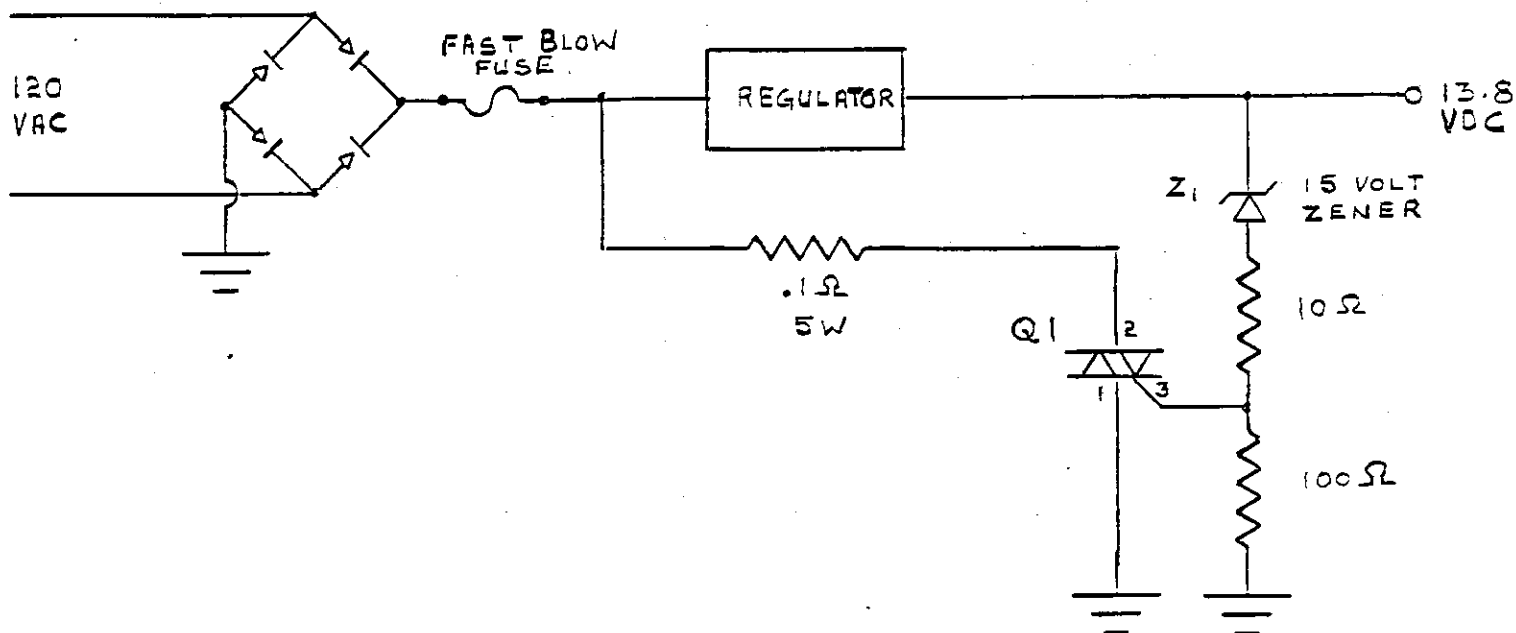 FAST BLOW
FUSE
120
VAC
REGULATOR
13.8
VDC
Z1
15 VOLT
ZENER
.1Ω
5W
10Ω
Q1
2
1
3
100Ω